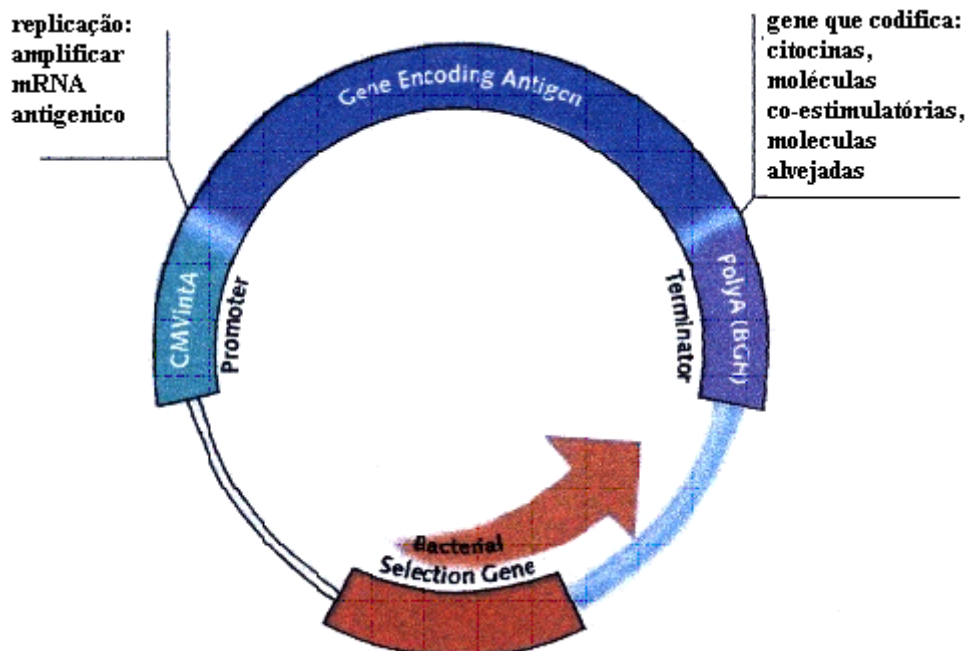 replicação:
amplificar
mRNA
antigenico
gene que codifica:
citocinas,
moléculas
co-estimulatórias,
moleculas
alvejadas
Gene Encoding Antigen
CMVintA
Promoter
Terminator
PolyA (BGH)
Bacterial
Selection Gene